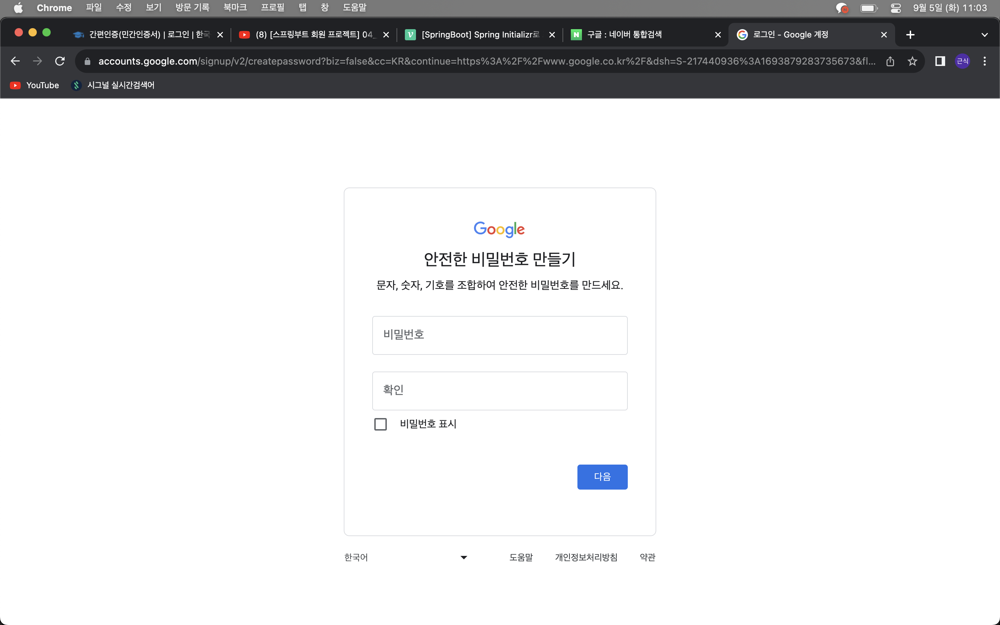 Chrome 파일 수정 보기 방문 기록 북마크 프로필 탭 창 도움말 9월 5일 (화) 11:03
간편인증(민간인증서) | 로그인 | 한국 (8) [스프링부트 회원 프로젝트] 04_ [SpringBoot] Spring Initializr로 구글 : 네이버 통합검색 로그인 - Google 계정
accounts.google.com/signup/v2/createpassword?biz=false&cc=KR&continue=https%3A%2F%2Fwww.google.co.kr%2F&dsh=S-217440936%3A1693879283735673&fl... 근식
YouTube 시그널 실시간검색어
Google
안전한 비밀번호 만들기
문자, 숫자, 기호를 조합하여 안전한 비밀번호를 만드세요.
비밀번호
확인
비밀번호 표시
다음
한국어 도움말 개인정보처리방침 약관